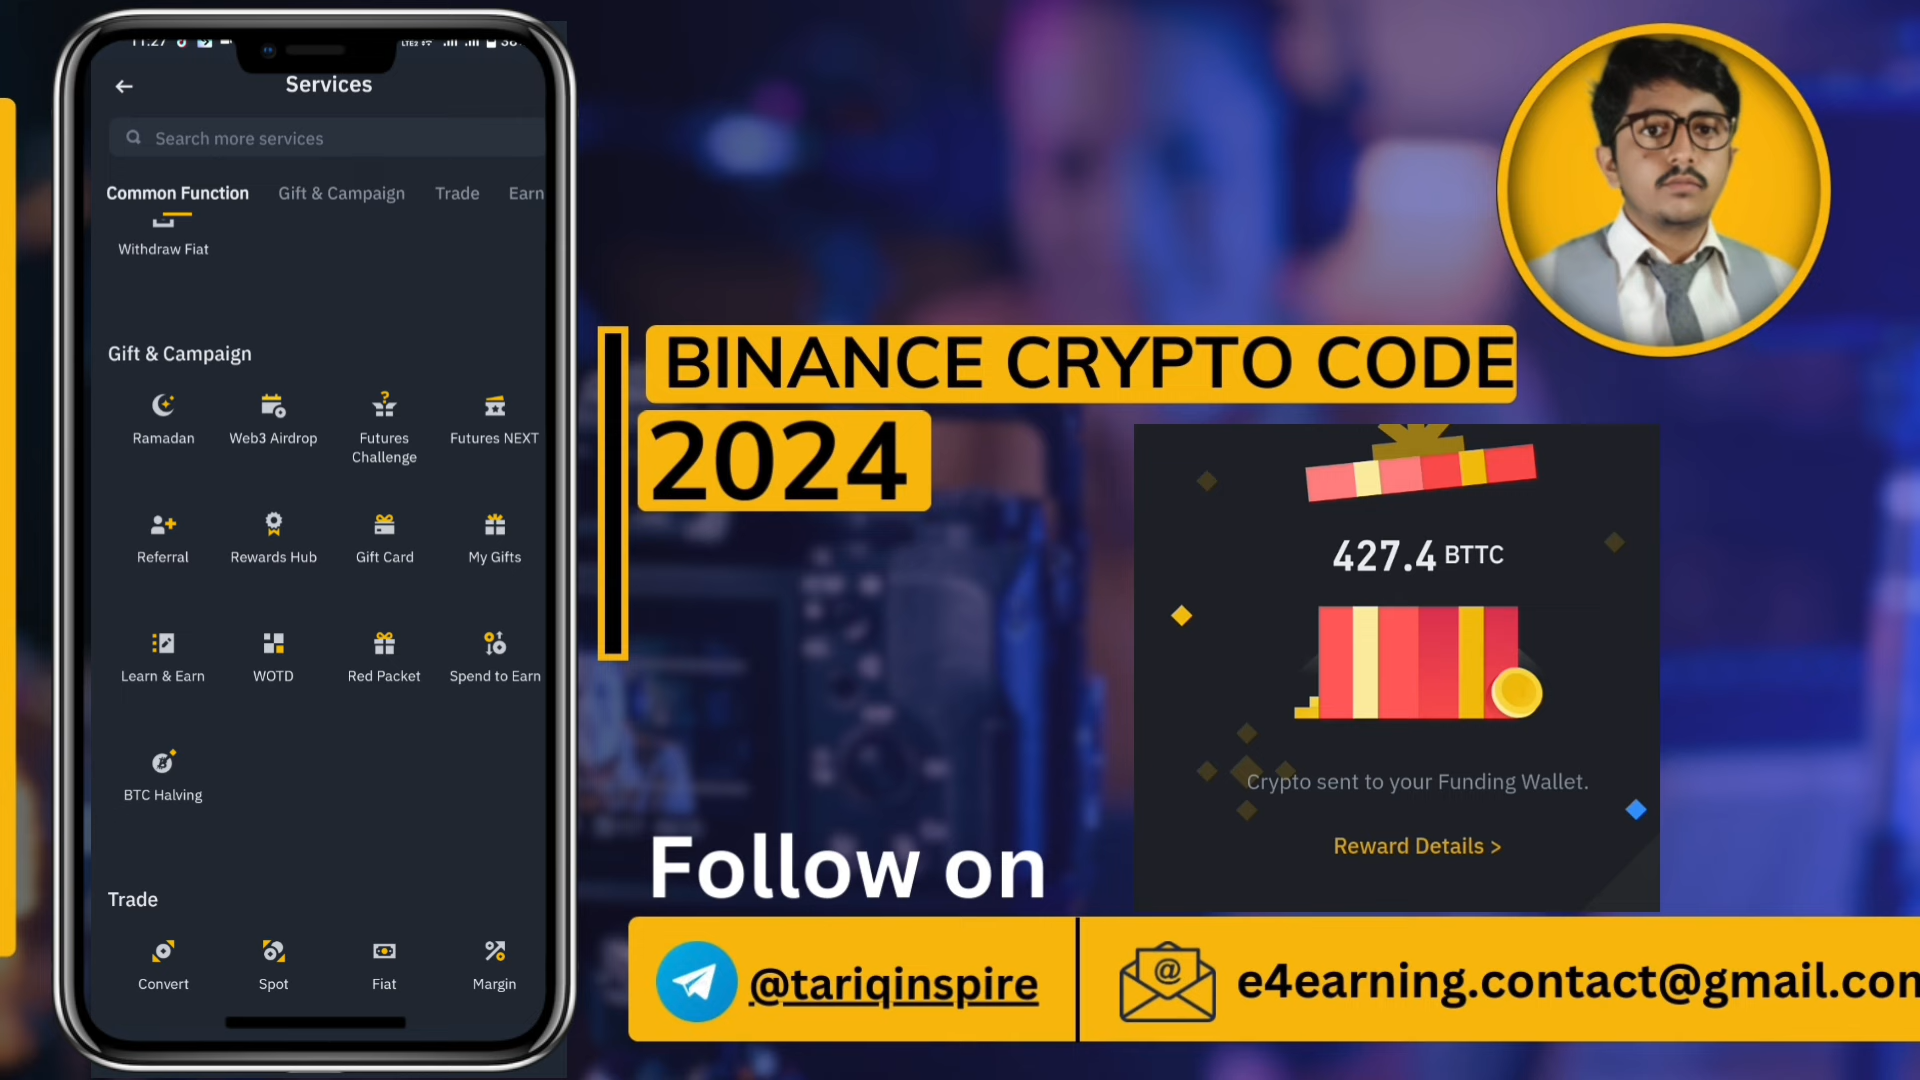 11:27
Services
Search more services
Common Function Gift & Campaign Trade Earn
Withdraw Fiat
Gift & Campaign
Ramadan Web3 Airdrop Futures Challenge Futures NEXT
Referral Rewards Hub Gift Card My Gifts
Learn & Earn WOTD Red Packet Spend to Earn
BTC Halving
Trade
Convert Spot Fiat Margin
BINANCE CRYPTO CODE
2024
427.4 BTTC
Crypto sent to your Funding Wallet.
Reward Details >
Follow on
@tariqinspire
e4earning.contact@gmail.com